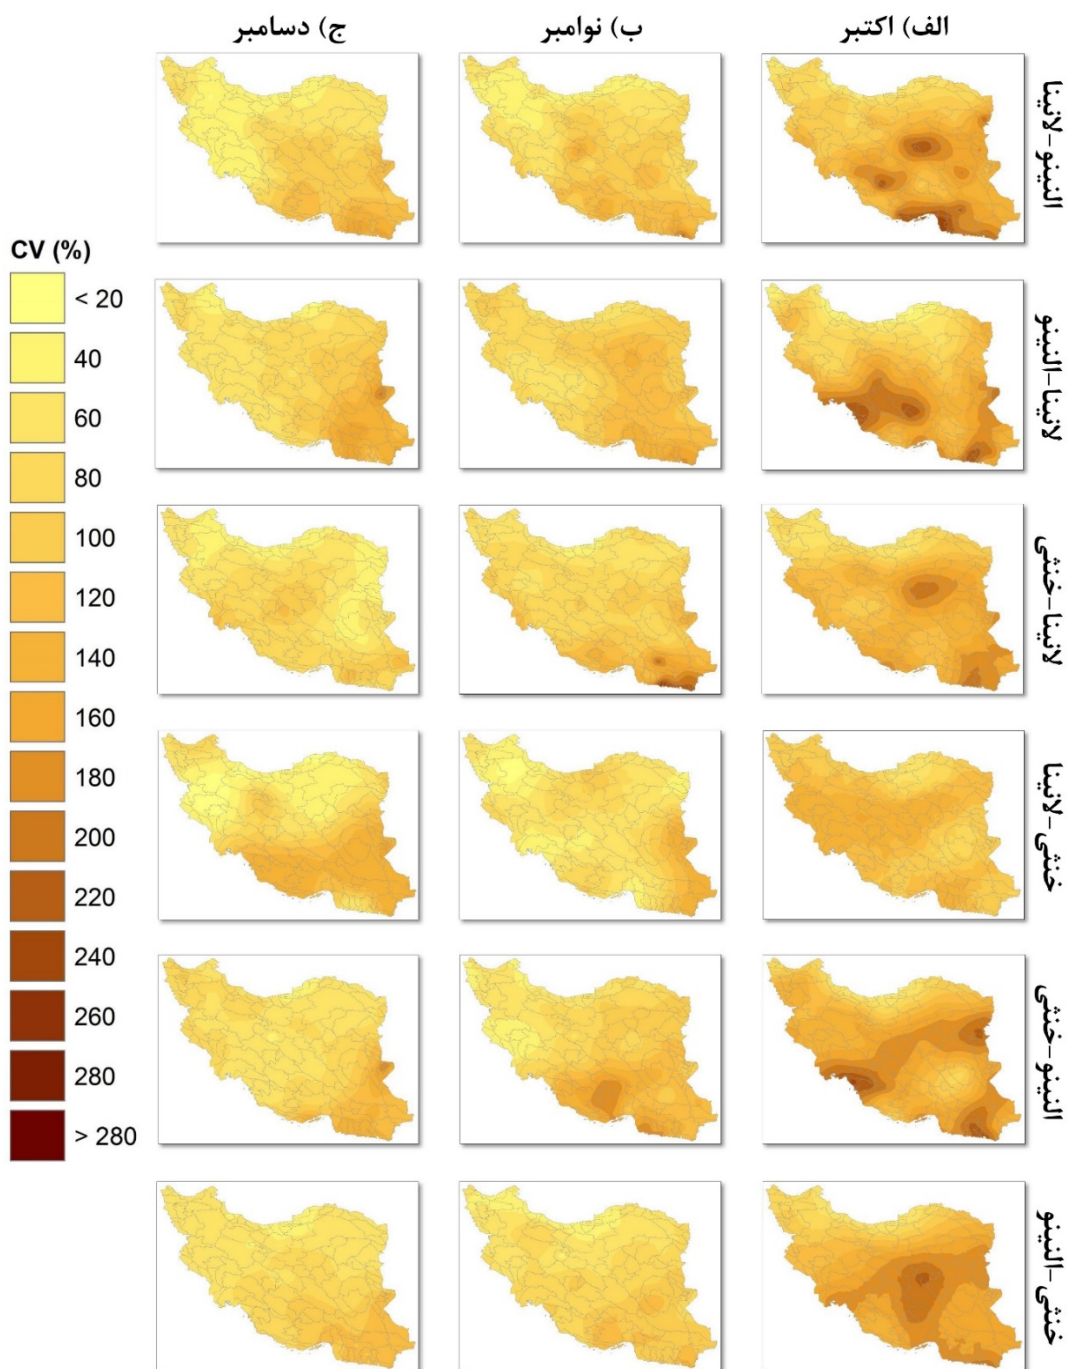 الف) اکتبر
ب) نوامبر
ج) دسامبر
النینو-لانینا
لانینا-النینو
لانینا-خنثی
خنثی-لانینا
النینو-خنثی
خنثی-النینو
CV (%)
< 20
40
60
80
100
120
140
160
180
200
220
240
260
280
> 280